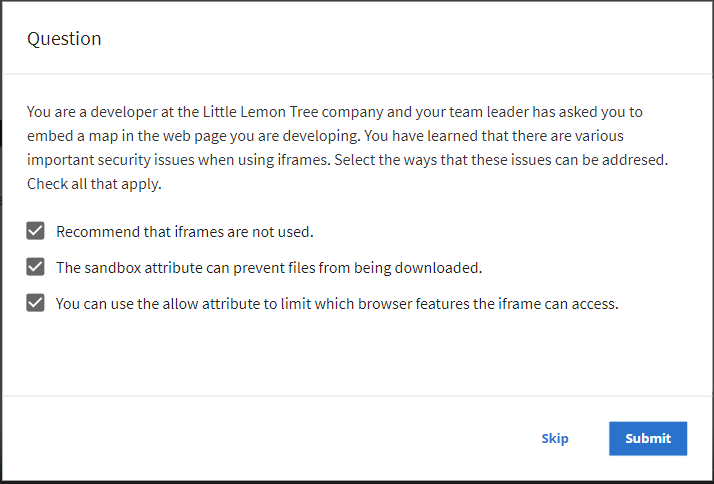 Question
You are a developer at the Little Lemon Tree company and your team leader has asked you to
embed a map in the web page you are developing. You have learned that there are various
important security issues when using iframes. Select the ways that these issues can be addresed.
Check all that apply.
Recommend that iframes are not used.
The sandbox attribute can prevent files from being downloaded.
You can use the allow attribute to limit which browser features the iframe can access.
Skip
Submit